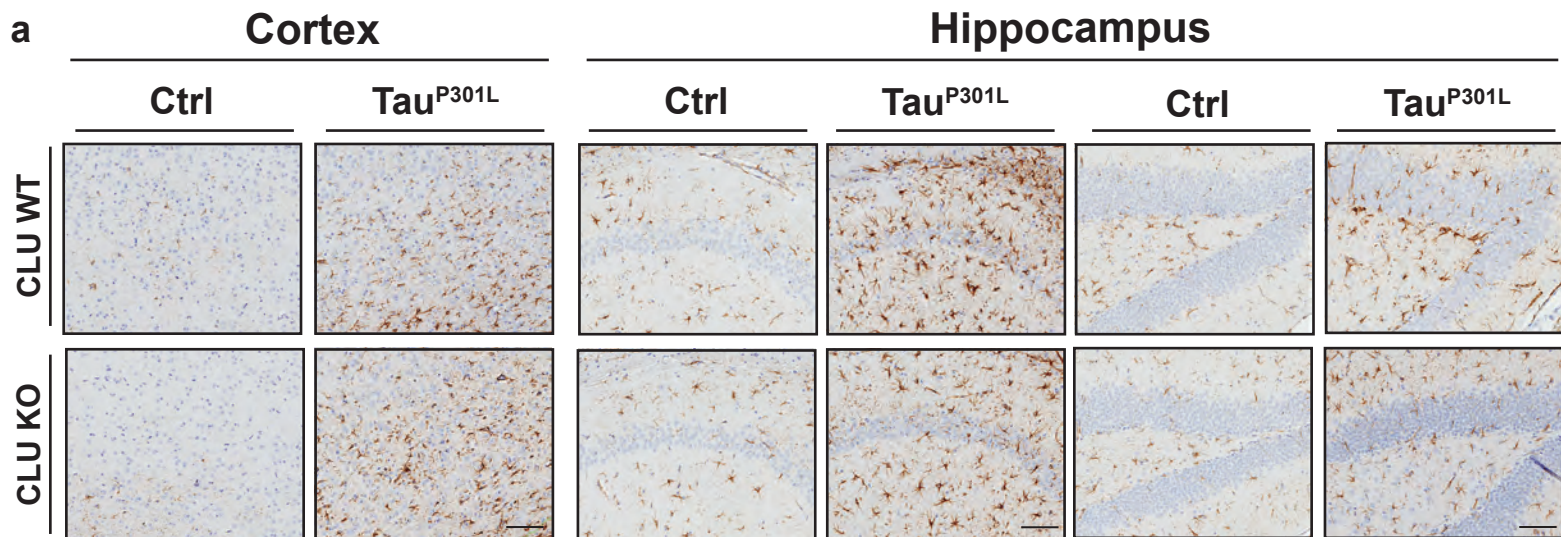 a
Cortex Hippocampus
Ctrl Tau^P301L Ctrl Tau^P301L Ctrl Tau^P301L
CLU WT
CLU KO